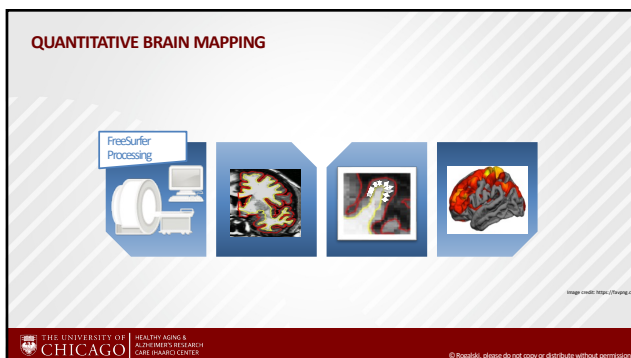 QUANTITATIVE BRAIN MAPPING
FreeSurfer
Processing
Image credit: https://favpng.c
THE UNIVERSITY OF
CHICAGO
HEALTHY AGING &
ALZHEIMER'S RESEARCH
CARE (HAARC) CENTER
© Rogalski, please do not copy or distribute without permission